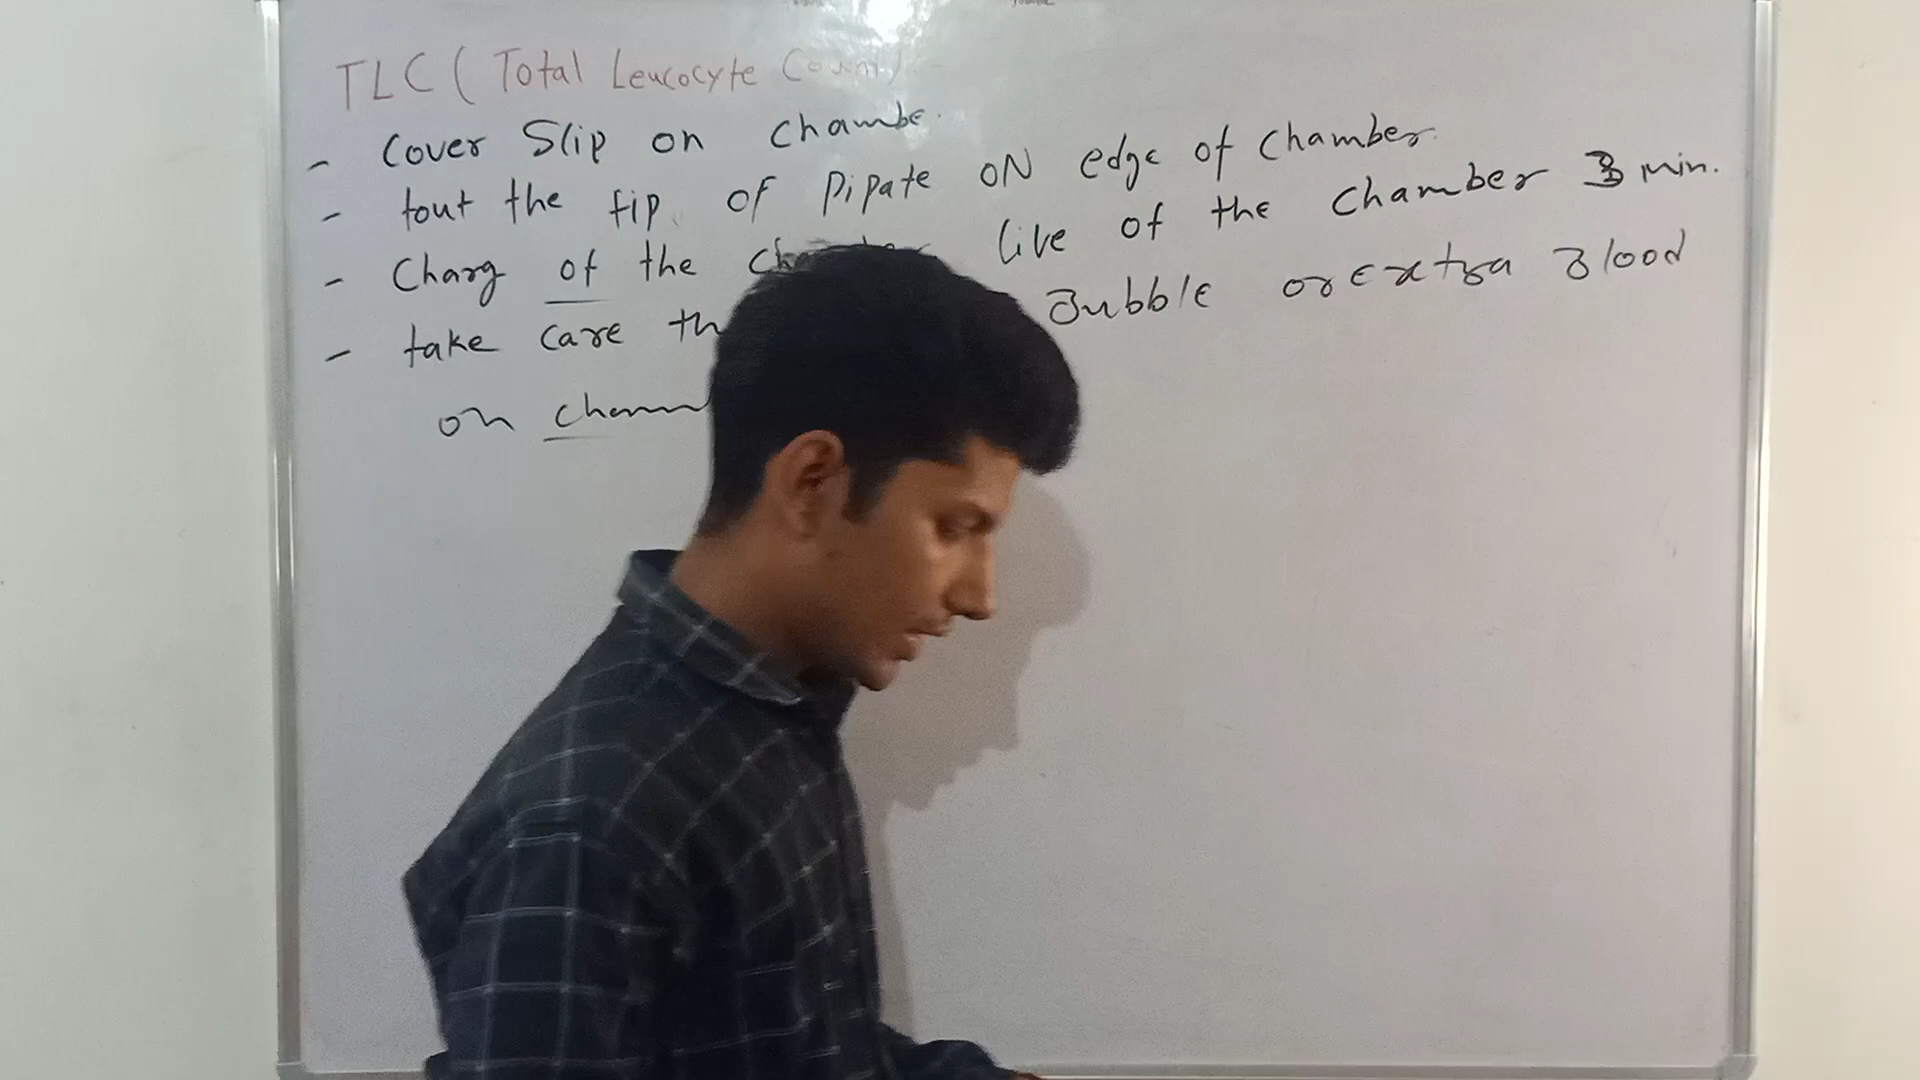 TLC ( Total Leucocyte Count) -
- Cover Slip on chambe.
- tout the tip of Pipate ON edge of chamber.
- Charg of the live of the chamber 3 min.
- take care Bubble or extra Blood
on